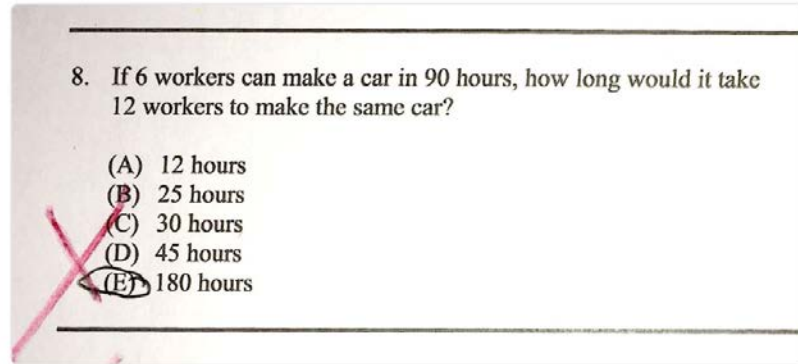 8. If 6 workers can make a car in 90 hours, how long would it take
12 workers to make the same car?
(A) 12 hours
(B) 25 hours
(C) 30 hours
(D) 45 hours
(E) 180 hours